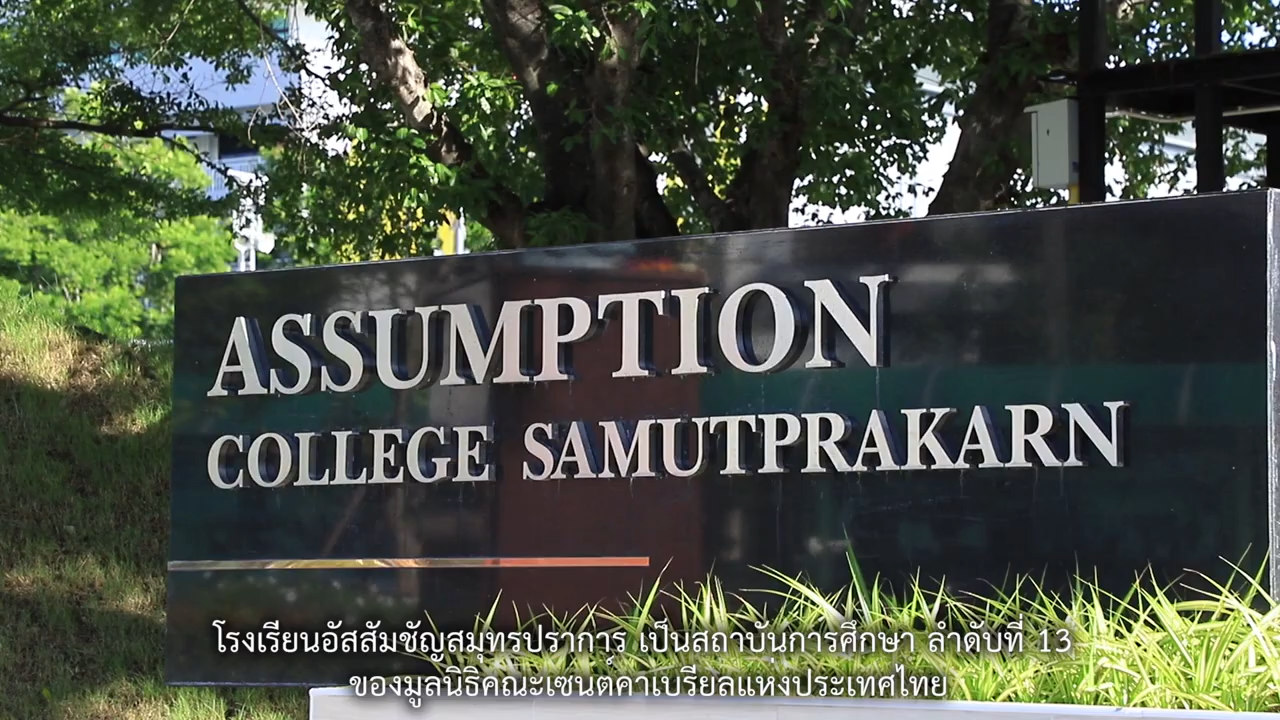 ASSUMPTION
COLLEGE SAMUTPRAKARN
โรงเรียนอัสสัมชัญสมุทรปราการ เป็นสถาบันการศึกษา ลำดับที่ 13
ของมูลนิธิคณะเซนต์คาเบรียลแห่งประเทศไทย